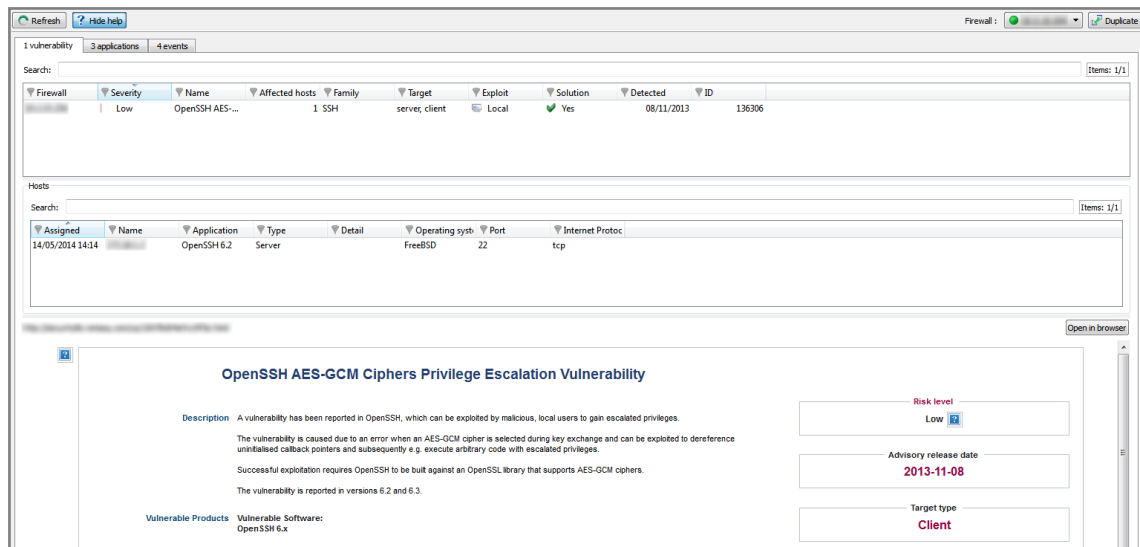 Refresh ? Hide help Firewall : Duplicate
1 vulnerability 3 applications 4 events
Search: Items: 1/1
Firewall Severity Name Affected hosts Family Target Exploit Solution Detected ID
Low OpenSSH AES-... 1 SSH server, client Local Yes 08/11/2013 136306
Hosts
Search: Items: 1/1
Assigned Name Application Type Detail Operating syste Port Internet Protoc
14/05/2014 14:14 OpenSSH 6.2 Server FreeBSD 22 tcp
Open in browser
?
OpenSSH AES-GCM Ciphers Privilege Escalation Vulnerability
Description A vulnerability has been reported in OpenSSH, which can be exploited by malicious, local users to gain escalated privileges.
The vulnerability is caused due to an error when an AES-GCM cipher is selected during key exchange and can be exploited to dereference
uninitialised callback pointers and subsequently e.g. execute arbitrary code with escalated privileges.
Successful exploitation requires OpenSSH to be built against an OpenSSL library that supports AES-GCM ciphers.
The vulnerability is reported in versions 6.2 and 6.3.
Vulnerable Products Vulnerable Software:
OpenSSH 6.x
Risk level
Low ?
Advisory release date
2013-11-08
Target type
Client